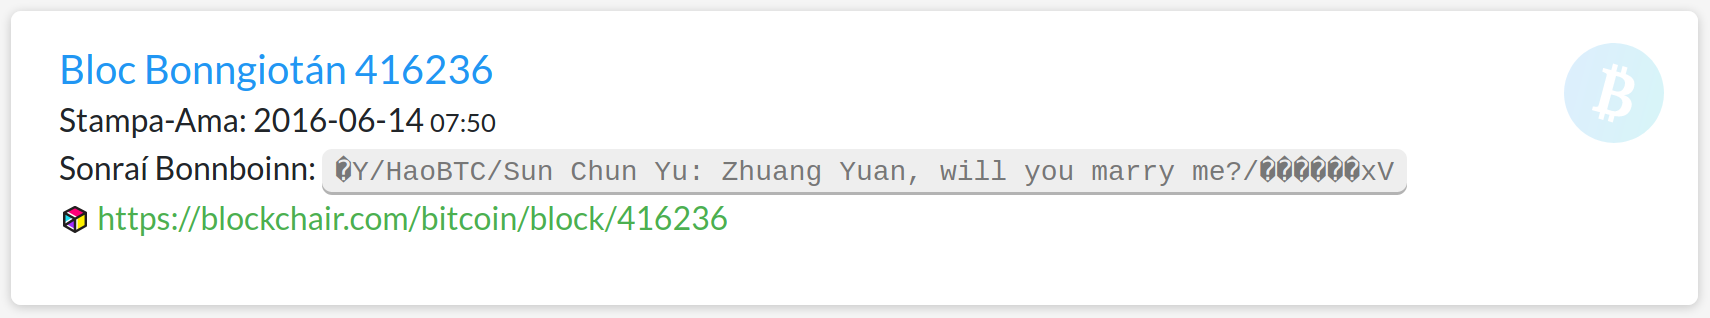 Bloc Bonngiotán 416236
Stampa-Ama: 2016-06-14 07:50
Sonraí Bonnboinn: �Y/HaoBTC/Sun Chun Yu: Zhuang Yuan, will you marry me?/������xV
https://blockchair.com/bitcoin/block/416236